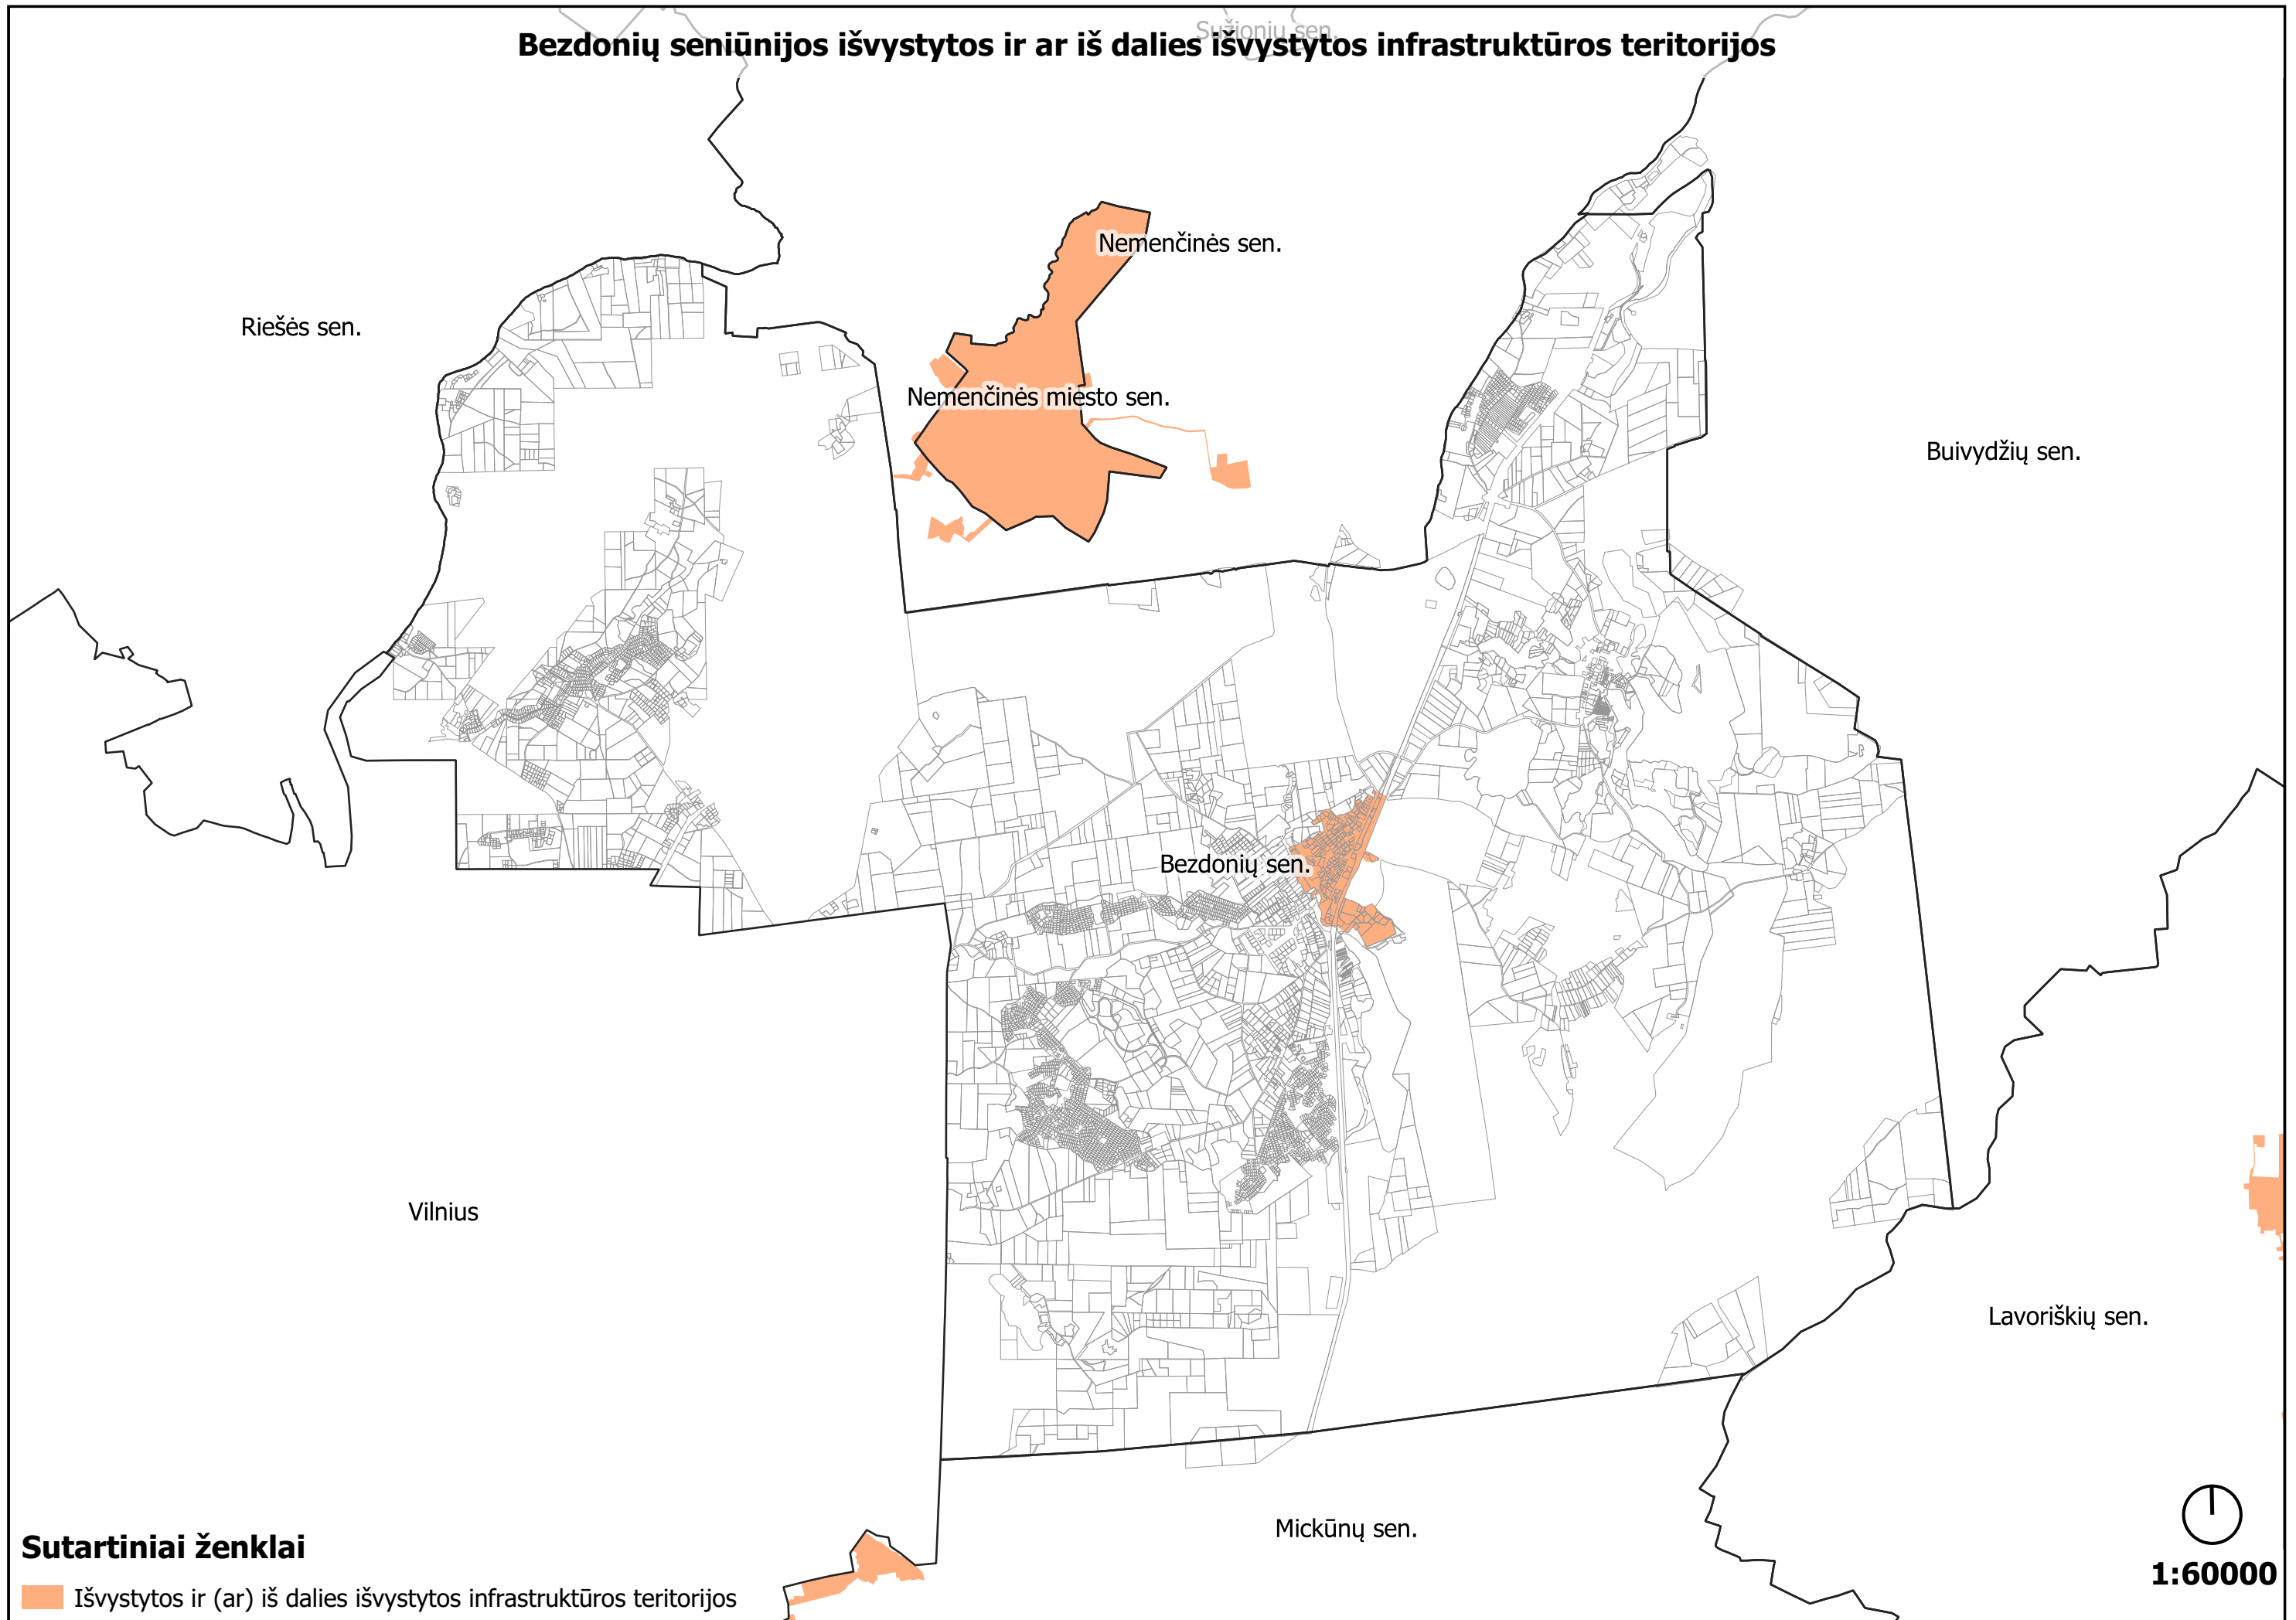 Sužionių sen.
Bezdonių seniūnijos išvystytos ir ar iš dalies išvystytos infrastruktūros teritorijos
Nemenčinės sen.
Riešės sen.
Nemenčinės miesto sen.
Buivydžių sen.
Bezdonių sen.
Vilnius
Lavoriškių sen.
Mickūnų sen.
1:60000
Sutartiniai ženklai
Išvystytos ir (ar) iš dalies išvystytos infrastruktūros teritorijos